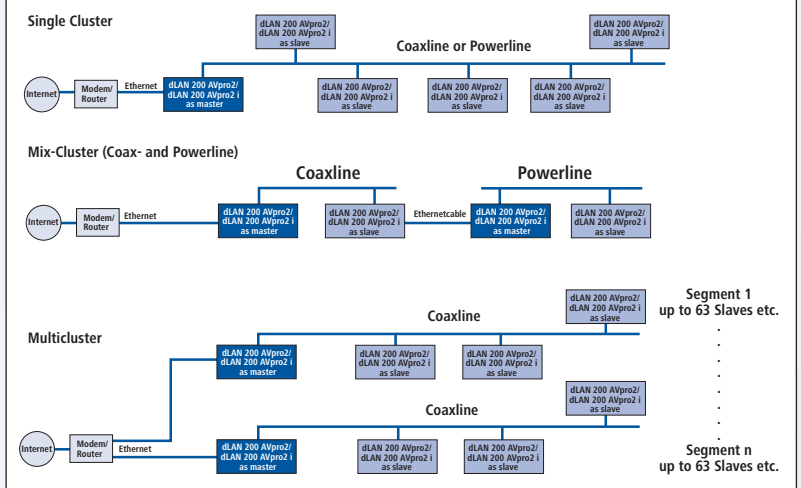 Single Cluster
dLAN 200 AVpro2/
dLAN 200 AVpro2 i
as slave
Coaxline or Powerline
dLAN 200 AVpro2/
dLAN 200 AVpro2 i
as slave
Internet
Modem/
Router
Ethernet
dLAN 200 AVpro2/
dLAN 200 AVpro2 i
as master
dLAN 200 AVpro2/
dLAN 200 AVpro2 i
as slave
dLAN 200 AVpro2/
dLAN 200 AVpro2 i
as slave
dLAN 200 AVpro2/
dLAN 200 AVpro2 i
as slave
Mix-Cluster (Coax- and Powerline)
Coaxline
Powerline
Internet
Modem/
Router
Ethernet
dLAN 200 AVpro2/
dLAN 200 AVpro2 i
as master
dLAN 200 AVpro2/
dLAN 200 AVpro2 i
as slave
Ethernetcable
dLAN 200 AVpro2/
dLAN 200 AVpro2 i
as master
dLAN 200 AVpro2/
dLAN 200 AVpro2 i
as slave
Multicluster
Coaxline
dLAN 200 AVpro2/
dLAN 200 AVpro2 i
as slave
Segment 1
up to 63 Slaves etc.
dLAN 200 AVpro2/
dLAN 200 AVpro2 i
as master
dLAN 200 AVpro2/
dLAN 200 AVpro2 i
as slave
dLAN 200 AVpro2/
dLAN 200 AVpro2 i
as slave
Coaxline
dLAN 200 AVpro2/
dLAN 200 AVpro2 i
as slave
Internet
Modem/
Router
Ethernet
dLAN 200 AVpro2/
dLAN 200 AVpro2 i
as master
dLAN 200 AVpro2/
dLAN 200 AVpro2 i
as slave
dLAN 200 AVpro2/
dLAN 200 AVpro2 i
as slave
Segment n
up to 63 Slaves etc.